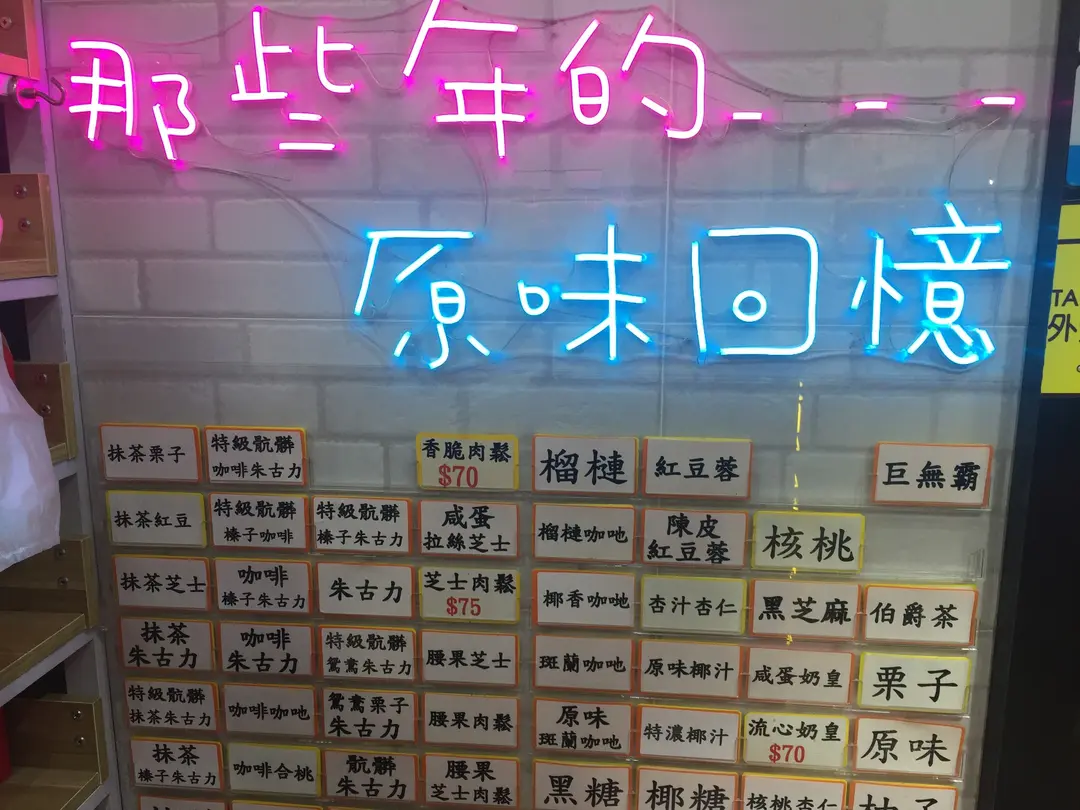 那些年的...
原味回憶
抹茶栗子
特級骯髒
咖啡朱古力
香脆肉鬆
$70
榴槤
紅豆蓉
巨無霸
抹茶紅豆
特級骯髒
榛子咖啡
特級骯髒
榛子朱古力
咸蛋
拉絲芝士
榴槤咖吔
陳皮
紅豆蓉
核桃
抹茶芝士
咖啡
榛子朱古力
朱古力
芝士肉鬆
$75
椰香咖吔
杏汁杏仁
黑芝麻
伯爵茶
抹茶
朱古力
咖啡
朱古力
特級骯髒
鴛鴦朱古力
腰果芝士
斑蘭咖吔
原味椰汁
咸蛋奶皇
栗子
特級骯髒
抹茶朱古力
咖啡咖吔
鴛鴦栗子
朱古力
腰果肉鬆
原味
斑蘭咖吔
特濃椰汁
流心奶皇
$70
原味
抹茶
榛子朱古力
咖啡合桃
骯髒
朱古力
腰果
芝士肉鬆
黑糖
椰糖
核桃杏仁
TA
外